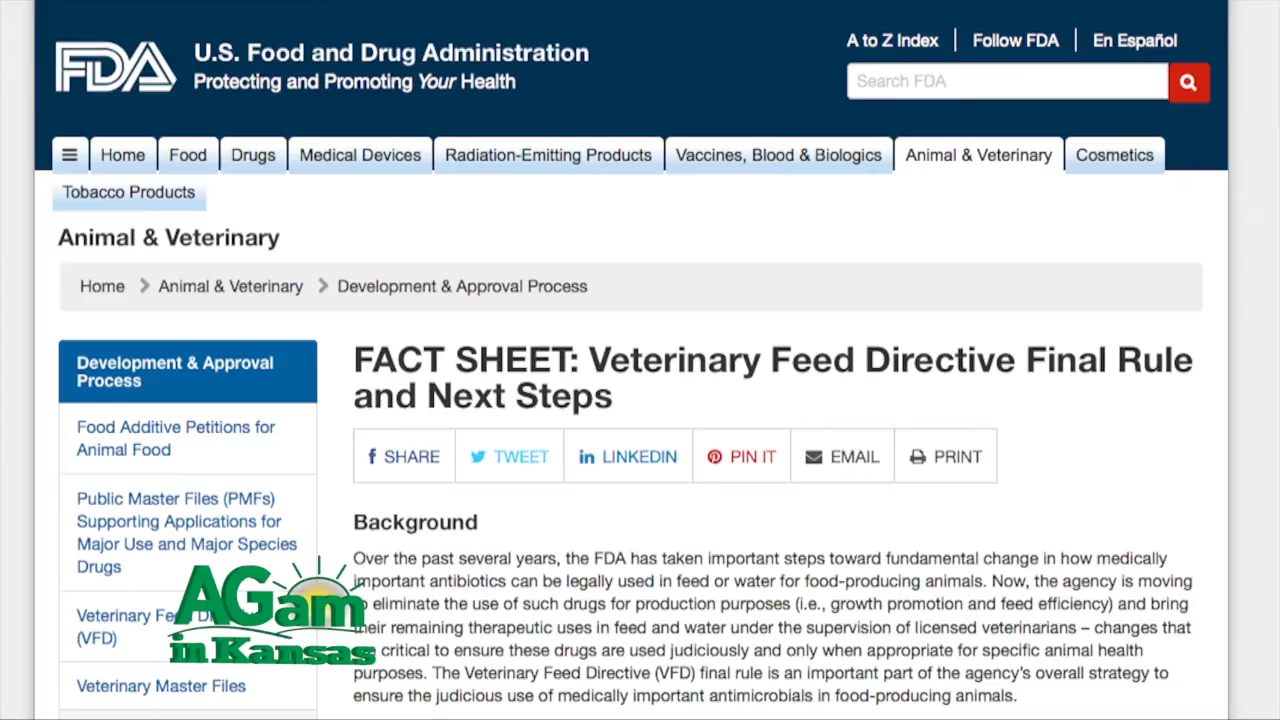 FDA
U.S. Food and Drug Administration
Protecting and Promoting Your Health
A to Z Index
Follow FDA
En Español
Search FDA
Home
Food
Drugs
Medical Devices
Radiation-Emitting Products
Vaccines, Blood & Biologics
Animal & Veterinary
Cosmetics
Tobacco Products
Animal & Veterinary
Home
Animal & Veterinary
Development & Approval Process
Development & Approval
Process
Food Additive Petitions for
Animal Food
Public Master Files (PMFs)
Supporting Applications for
Major Use and Major Species
Drugs
Veterinary
(VFD)
Veterinary Master Files
FACT SHEET: Veterinary Feed Directive Final Rule
and Next Steps
SHARE
TWEET
LINKEDIN
PIN IT
EMAIL
PRINT
Background
Over the past several years, the FDA has taken important steps toward fundamental change in how medically
important antibiotics can be legally used in feed or water for food-producing animals. Now, the agency is moving
eliminate the use of such drugs for production purposes (i.e., growth promotion and feed efficiency) and bring
their remaining therapeutic uses in feed and water under the supervision of licensed veterinarians – changes that
critical to ensure these drugs are used judiciously and only when appropriate for specific animal health
purposes. The Veterinary Feed Directive (VFD) final rule is an important part of the agency's overall strategy to
ensure the judicious use of medically important antimicrobials in food-producing animals.
AGam
in Kansas